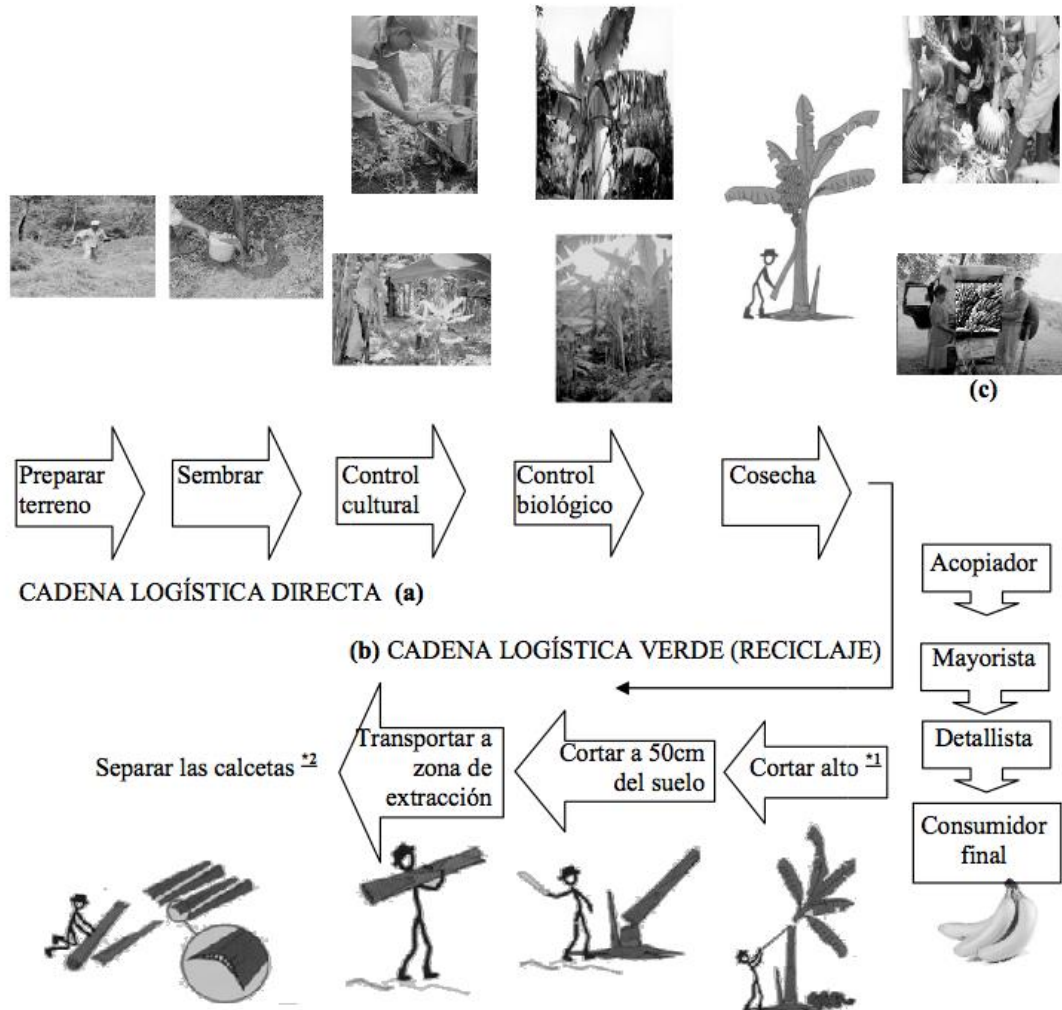 (c)
Preparar
terreno
Sembrar
Control
cultural
Control
biológico
Cosecha
CADENA LOGÍSTICA DIRECTA (a)
Acopiador
(b) CADENA LOGÍSTICA VERDE (RECICLAJE)
Mayorista
Detallista
Consumidor
final
Cortar alto *1
Cortar a 50cm
del suelo
Transportar a
zona de
extracción
Separar las calcetas *2